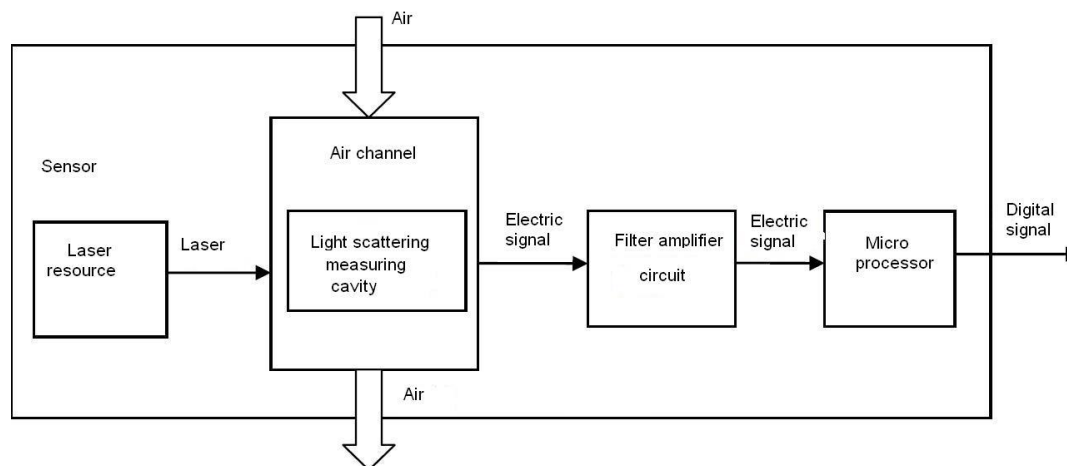 Air
Sensor
Air channel
Laser
resource
Laser
Light scattering
measuring
cavity
Electric
signal
Filter amplifier
circuit
Electric
signal
Micro
processor
Digital
signal
Air